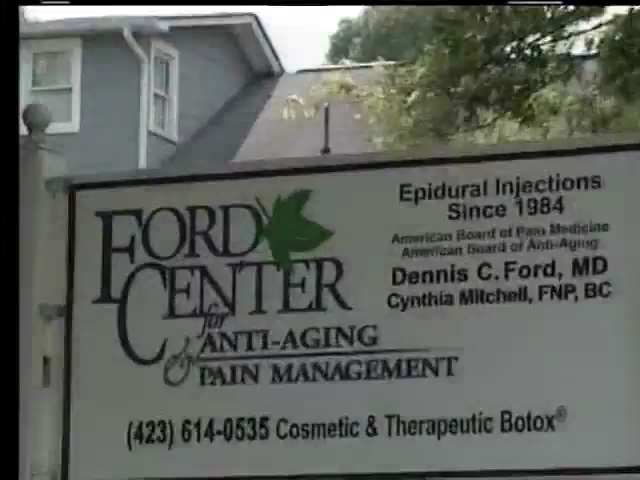 FORD
CENTER
for
ANTI-AGING
& PAIN MANAGEMENT
Epidural Injections
Since 1984
American Board of Pain Medicine
American Board of Anti-Aging
Dennis C. Ford, MD
Cynthia Mitchell, FNP, BC
(423) 614-0535 Cosmetic & Therapeutic Botox®